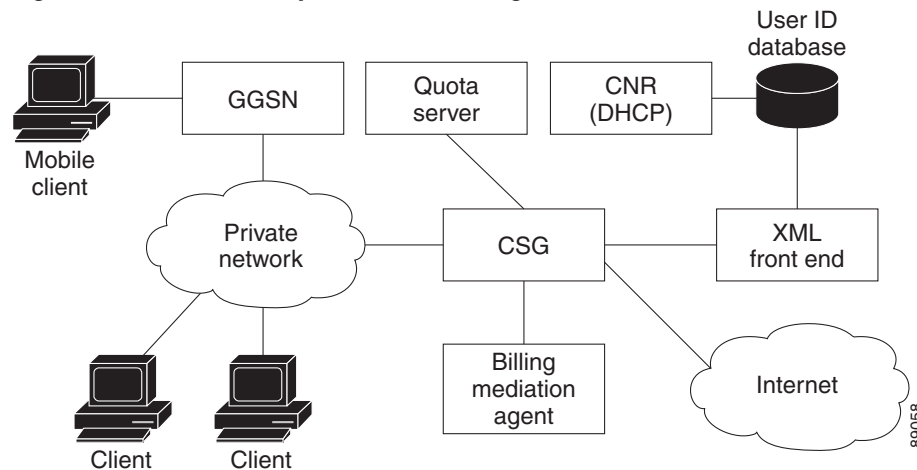 User ID
database
GGSN
Quota
server
CNR
(DHCP)
Mobile
client
Private
network
CSG
XML
front end
Billing
mediation
agent
Internet
Client
Client
89058